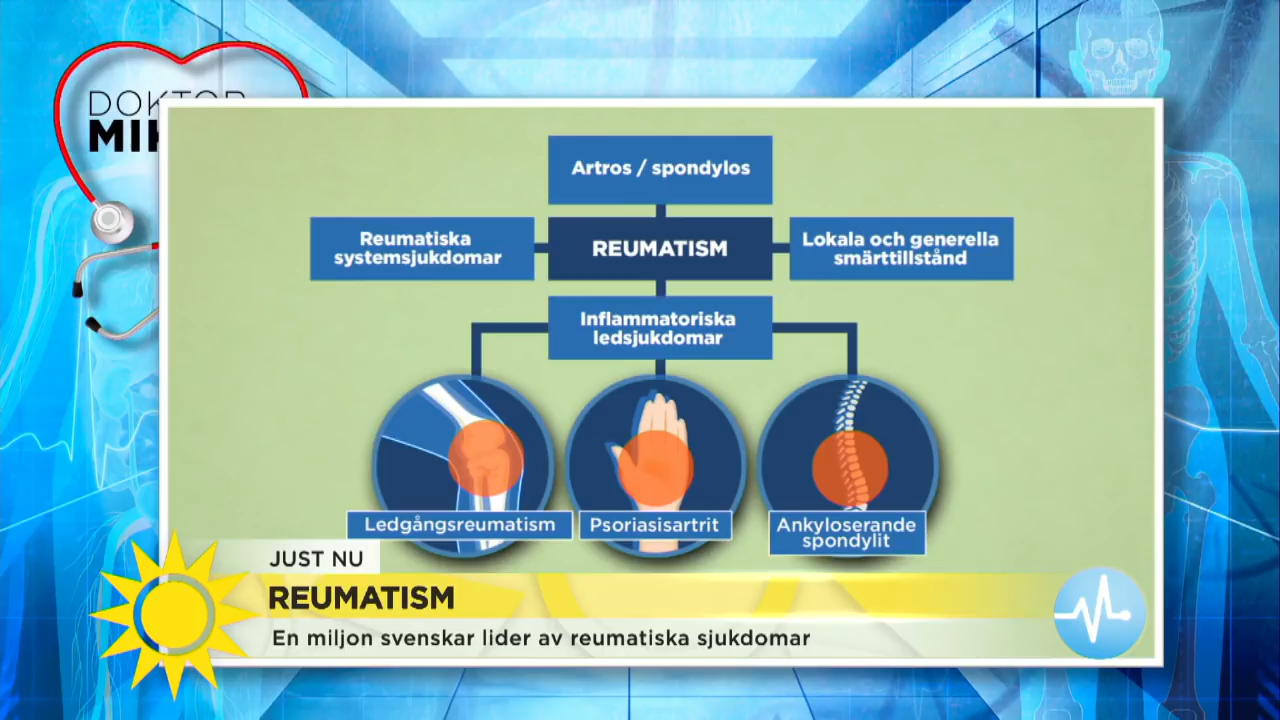 DOKTOR
Artros / spondylos
Reumatiska
systemsjukdomar
REUMATISM
Lokala och generella
smärttillstånd
Inflammatoriska
ledsjukdomar
Ledgångsreumatism
Psoriasisartrit
Ankyloserande
spondylit
JUST NU
REUMATISM
En miljon svenskar lider av reumatiska sjukdomar